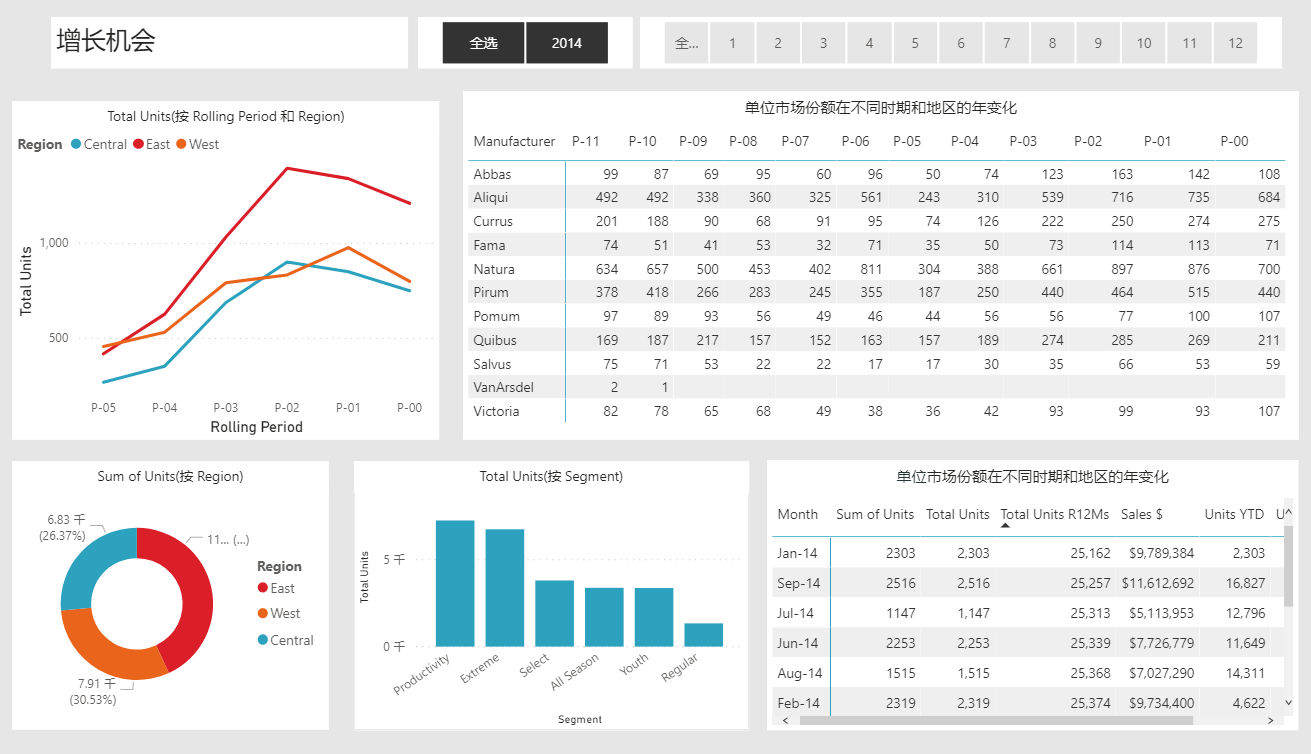 增长机会
全选 2014
全... 1 2 3 4 5 6 7 8 9 10 11 12
Total Units(按 Rolling Period 和 Region)
Region Central East West
Total Units
1,000
500
P-05 P-04 P-03 P-02 P-01 P-00
Rolling Period
单位市场份额在不同时期和地区的年变化
Manufacturer P-11 P-10 P-09 P-08 P-07 P-06 P-05 P-04 P-03 P-02 P-01 P-00
Abbas 99 87 69 95 60 96 50 74 123 163 142 108
Aliqui 492 492 338 360 325 561 243 310 539 716 735 684
Currus 201 188 90 68 91 95 74 126 222 250 274 275
Fama 74 51 41 53 32 71 35 50 73 114 113 71
Natura 634 657 500 453 402 811 304 388 661 897 876 700
Pirum 378 418 266 283 245 355 187 250 440 464 515 440
Pomum 97 89 93 56 49 46 44 56 56 77 100 107
Quibus 169 187 217 157 152 163 157 189 274 285 269 211
Salvus 75 71 53 22 22 17 17 30 35 66 53 59
VanArsdel 2 1
Victoria 82 78 65 68 49 38 36 42 93 99 93 107
Sum of Units(按 Region)
6.83 千
(26.37%)
11... (...)
7.91 千
(30.53%)
Region
East
West
Central
Total Units(按 Segment)
Total Units
5 千
0 千
Productivity Extreme Select All Season Youth Regular
Segment
单位市场份额在不同时期和地区的年变化
Month Sum of Units Total Units Total Units R12Ms Sales $ Units YTD U
Jan-14 2303 2,303 25,162 $9,789,384 2,303
Sep-14 2516 2,516 25,257 $11,612,692 16,827
Jul-14 1147 1,147 25,313 $5,113,953 12,796
Jun-14 2253 2,253 25,339 $7,726,779 11,649
Aug-14 1515 1,515 25,368 $7,027,290 14,311
Feb-14 2319 2,319 25,374 $9,734,400 4,622